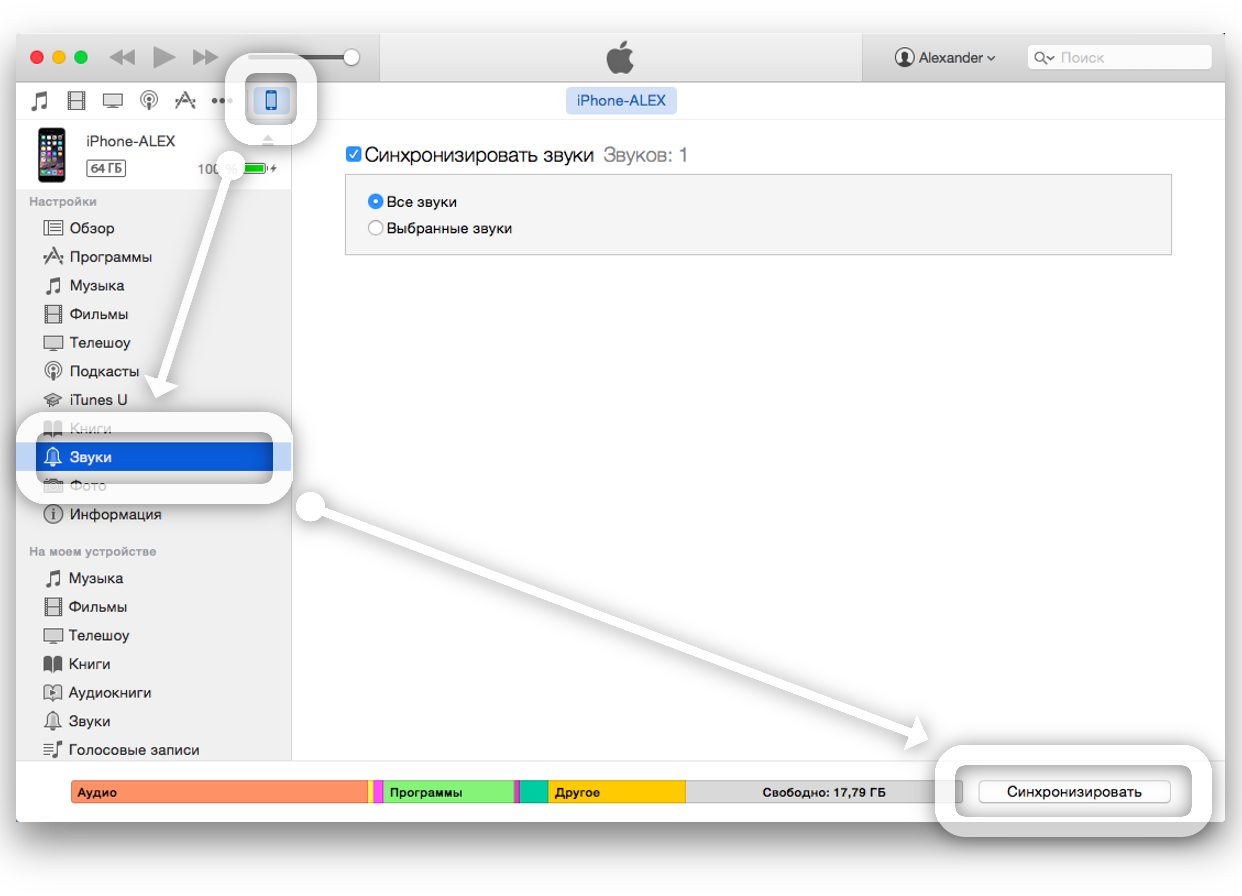 Alexander
Поиск
iPhone-ALEX
iPhone-ALEX
64 ГБ
100 %
Синхронизировать звуки Звуков: 1
Все звуки
Выбранные звуки
Настройки
Обзор
Программы
Музыка
Фильмы
Телешоу
Подкасты
iTunes U
Книги
Звуки
Фото
Информация
На моем устройстве
Музыка
Фильмы
Телешоу
Книги
Аудиокниги
Звуки
Голосовые записи
Аудио
Программы
Другое
Свободно: 17,79 ГБ
Синхронизировать